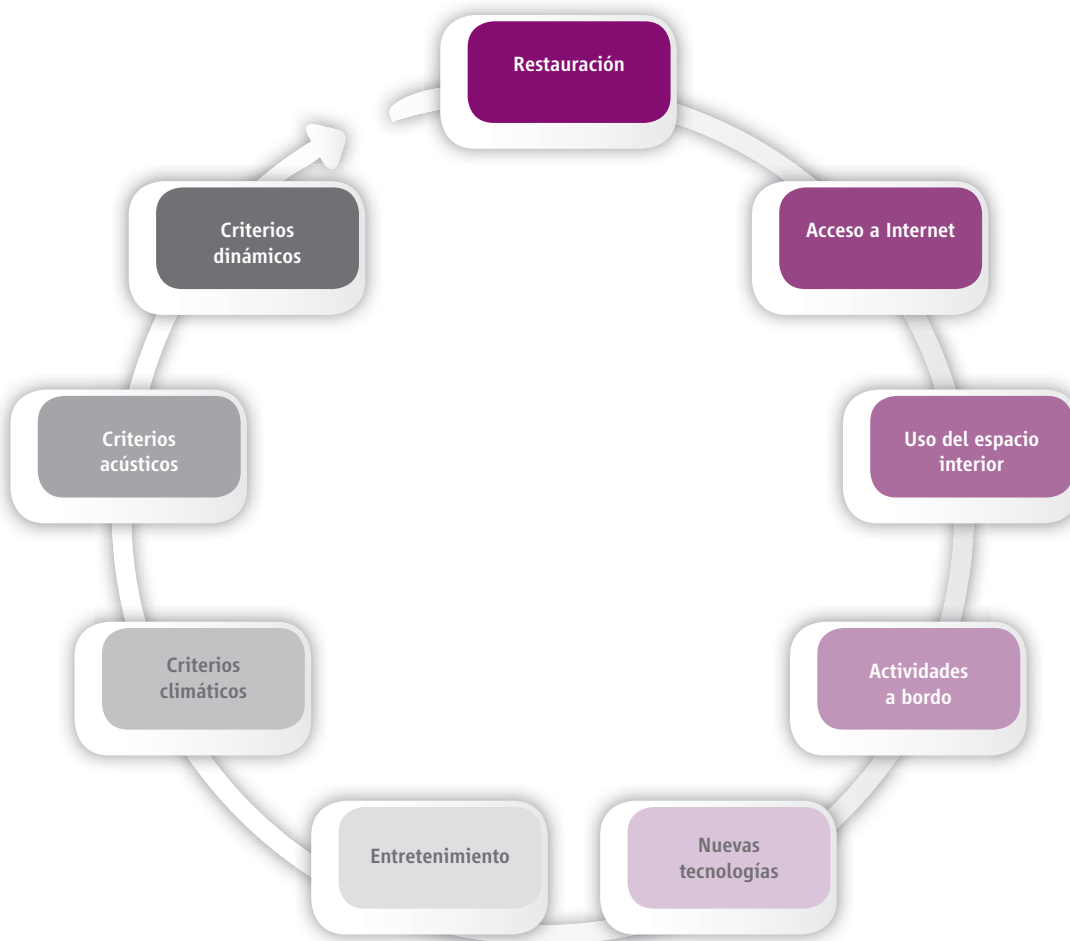 Restauración
Acceso a Internet
Uso del espacio
interior
Actividades
a bordo
Nuevas
tecnologías
Entretenimiento
Criterios
climáticos
Criterios
acústicos
Criterios
dinámicos